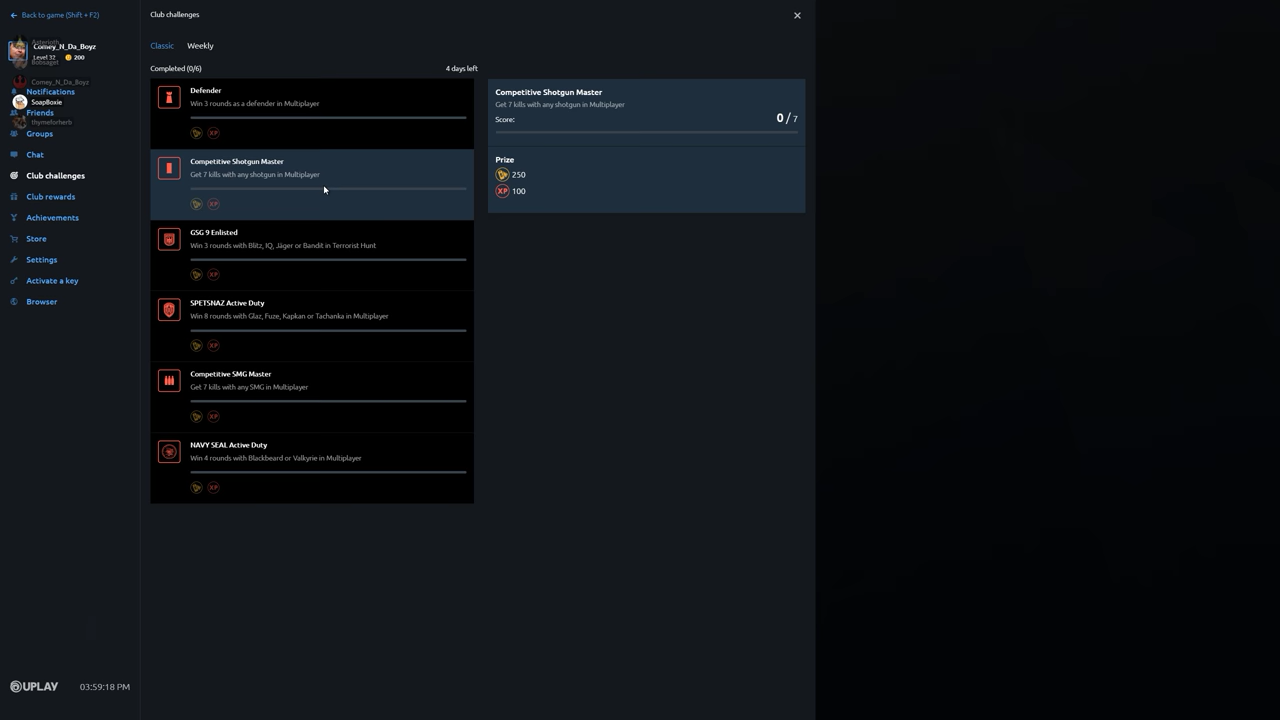 Back to game (Shift + F2)
Club challenges
Asterioth
Comey_N_Da_Boyz
Level 32
200
Bobsaget
Comey_N_Da_Boyz
Notifications
SoapBoxie
Friends
thymeforherb
Groups
Chat
Club challenges
Club rewards
Achievements
Store
Settings
Activate a key
Browser
UPLAY
03:59:18 PM
Classic
Weekly
Completed (0/6)
4 days left
Defender
Win 3 rounds as a defender in Multiplayer
XP
Competitive Shotgun Master
Get 7 kills with any shotgun in Multiplayer
XP
GSG 9 Enlisted
Win 3 rounds with Blitz, IQ, Jäger or Bandit in Terrorist Hunt
XP
SPETSNAZ Active Duty
Win 8 rounds with Glaz, Fuze, Kapkan or Tachanka in Multiplayer
XP
Competitive SMG Master
Get 7 kills with any SMG in Multiplayer
XP
NAVY SEAL Active Duty
Win 4 rounds with Blackbeard or Valkyrie in Multiplayer
XP
Competitive Shotgun Master
Get 7 kills with any shotgun in Multiplayer
Score:
0 / 7
Prize
250
XP 100